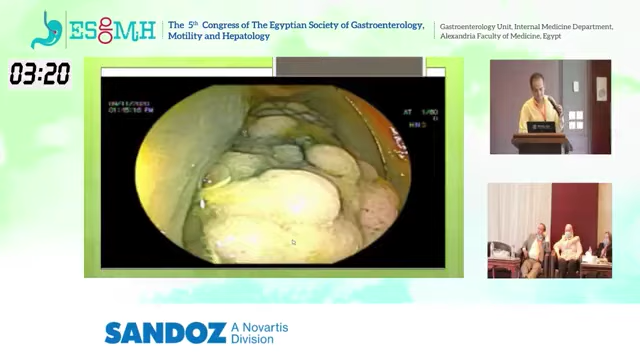 ESGMH
The 5th Congress of The Egyptian Society of Gastroenterology,
Motility and Hepatology
Gastroenterology Unit, Internal Medicine Department,
Alexandria Faculty of Medicine, Egypt
03:20
SANDOZ A Novartis
Division